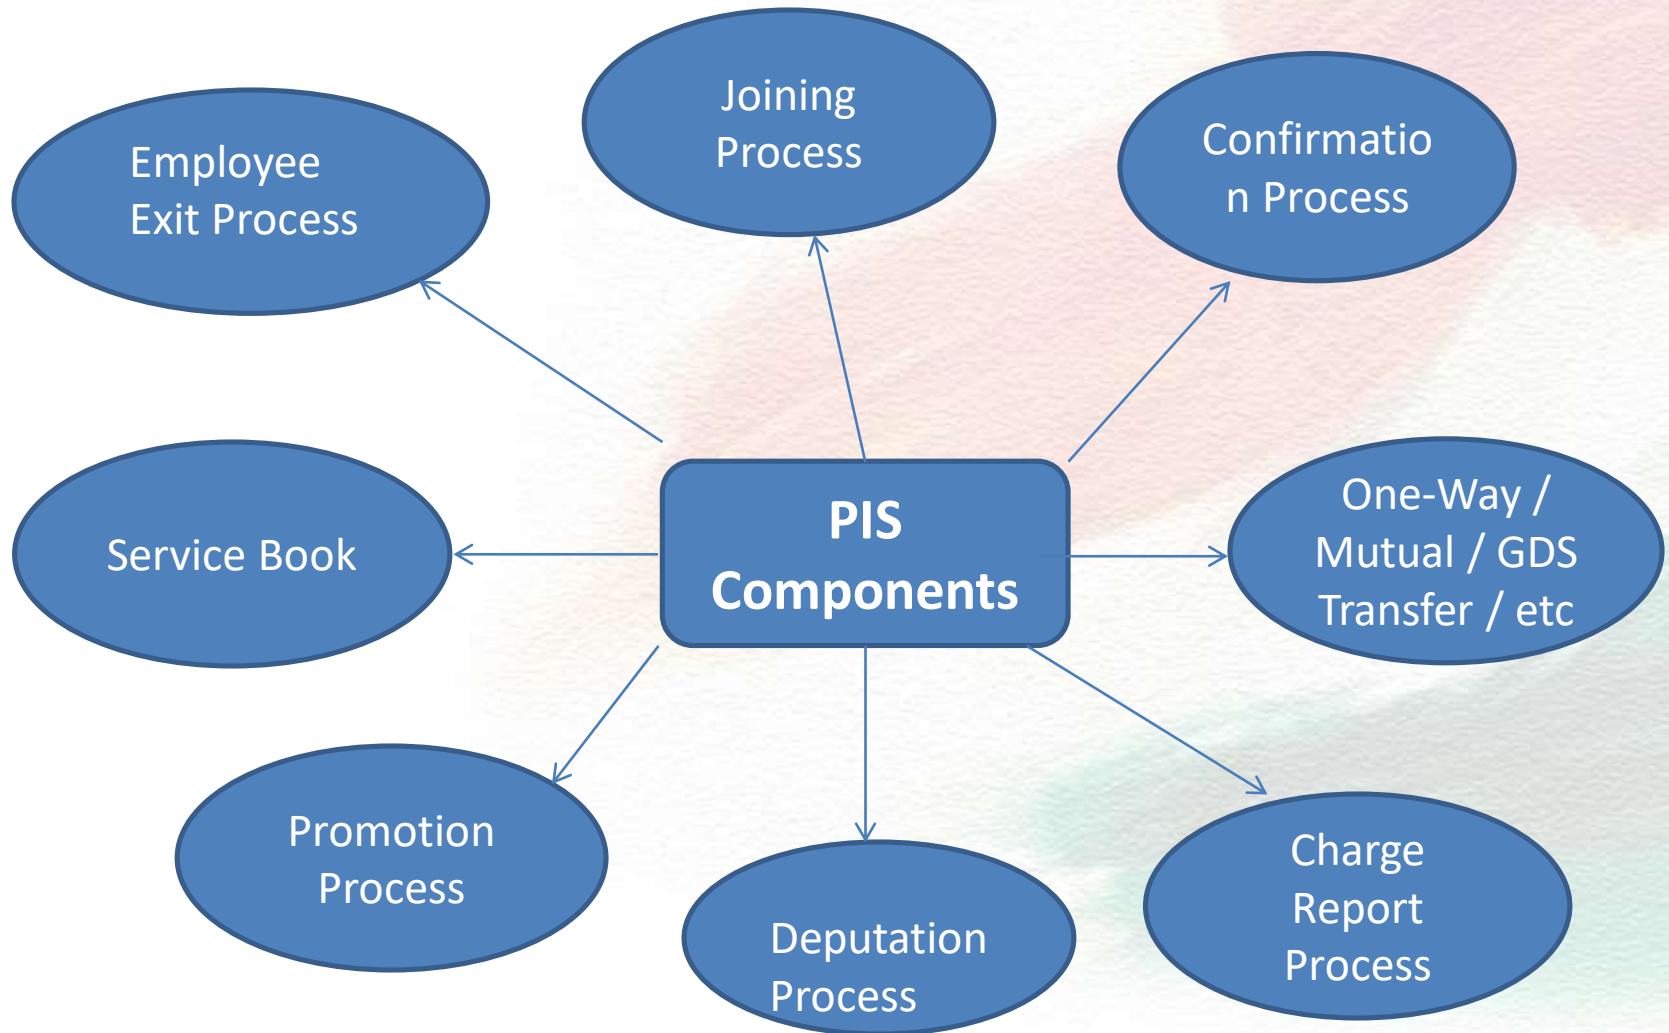 Joining
Process
Confirmatio
n Process
Employee
Exit Process
One-Way /
Mutual / GDS
Transfer / etc
PIS
Components
Service Book
Promotion
Process
Charge
Report
Process
Deputation
Process